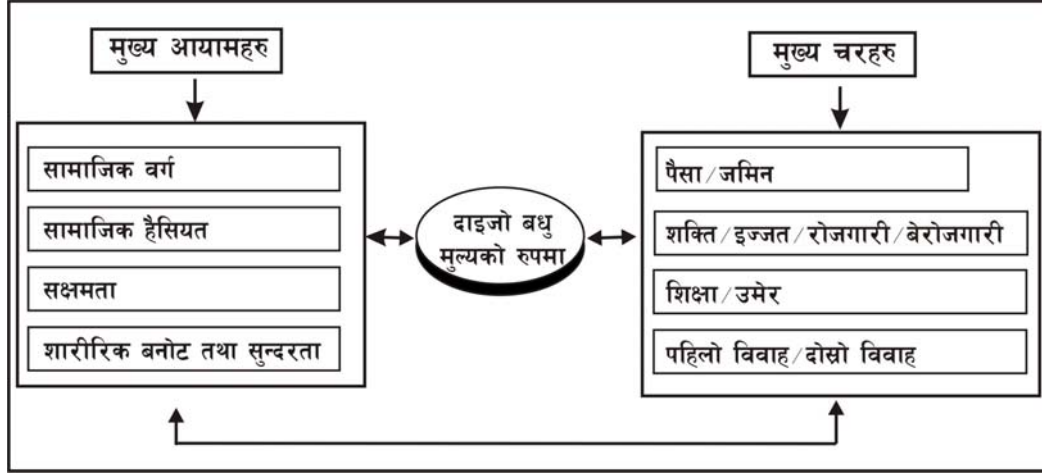 मुख्य आयामहरु
मुख्य चरहरु
सामाजिक वर्ग
सामाजिक हैसियत
सक्षमता
शारीरिक बनोट तथा सुन्दरता
दाइजो बधु
मुल्यको रुपमा
पैसा/जमिन
शक्ति/इज्जत/रोजगारी/बेरोजगारी
शिक्षा/उमेर
पहिलो विवाह/दोस्रो विवाह